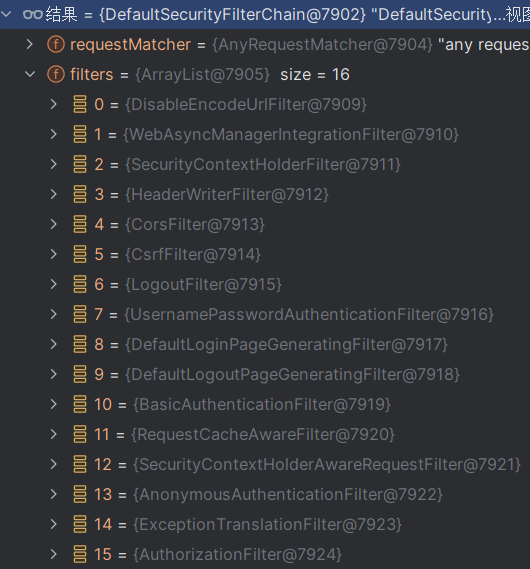 结果 = {DefaultSecurityFilterChain@7902} "DefaultSecurity...视图
requestMatcher = {AnyRequestMatcher@7904} "any reques
filters = {ArrayList@7905} size = 16
0 = {DisableEncodeUrlFilter@7909}
1 = {WebAsyncManagerIntegrationFilter@7910}
2 = {SecurityContextHolderFilter@7911}
3 = {HeaderWriterFilter@7912}
4 = {CorsFilter@7913}
5 = {CsrfFilter@7914}
6 = {LogoutFilter@7915}
7 = {UsernamePasswordAuthenticationFilter@7916}
8 = {DefaultLoginPageGeneratingFilter@7917}
9 = {DefaultLogoutPageGeneratingFilter@7918}
10 = {BasicAuthenticationFilter@7919}
11 = {RequestCacheAwareFilter@7920}
12 = {SecurityContextHolderAwareRequestFilter@7921}
13 = {AnonymousAuthenticationFilter@7922}
14 = {ExceptionTranslationFilter@7923}
15 = {AuthorizationFilter@7924}